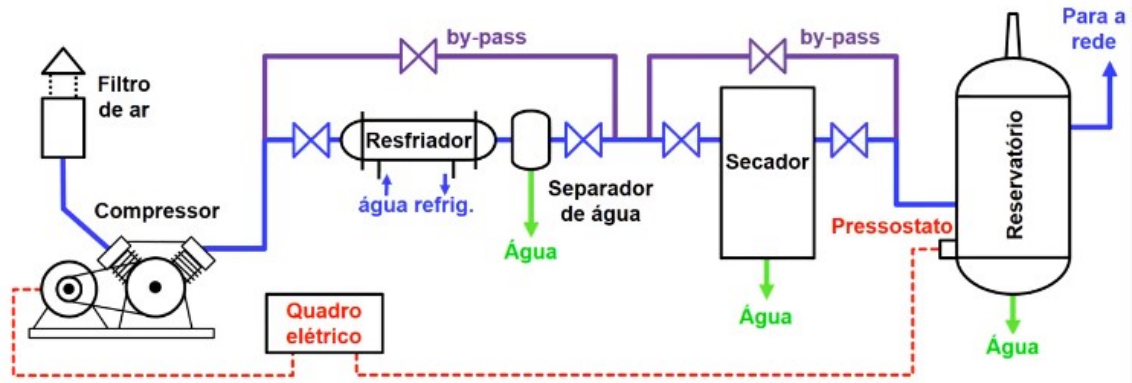 by-pass
by-pass
Para a
rede
Filtro
de ar
Resfriador
Secador
Reservatório
água refrig.
Separador
de água
Compressor
Pressostato
Água
Quadro
elétrico
Água
Água